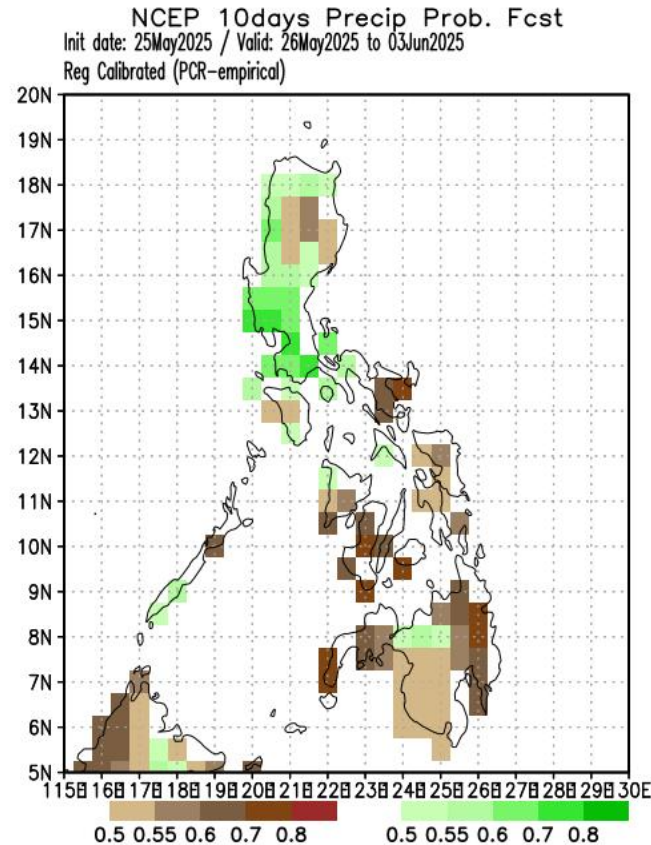 NCEP 10days Precip Prob. Fcst
Init date: 25May2025 / Valid: 26May2025 to 03Jun2025
Reg Calibrated (PCR-empirical)
20N
19N
18N
17N
16N
15N
14N
13N
12N
11N
10N
9N
8N
7N
6N
5N
115E 116E 117E 118E 119E 120E 121E 122E 123E 124E 125E 126E 127E 128E 129E 130E
0.5 0.55 0.6 0.7 0.8 0.5 0.55 0.6 0.7 0.8